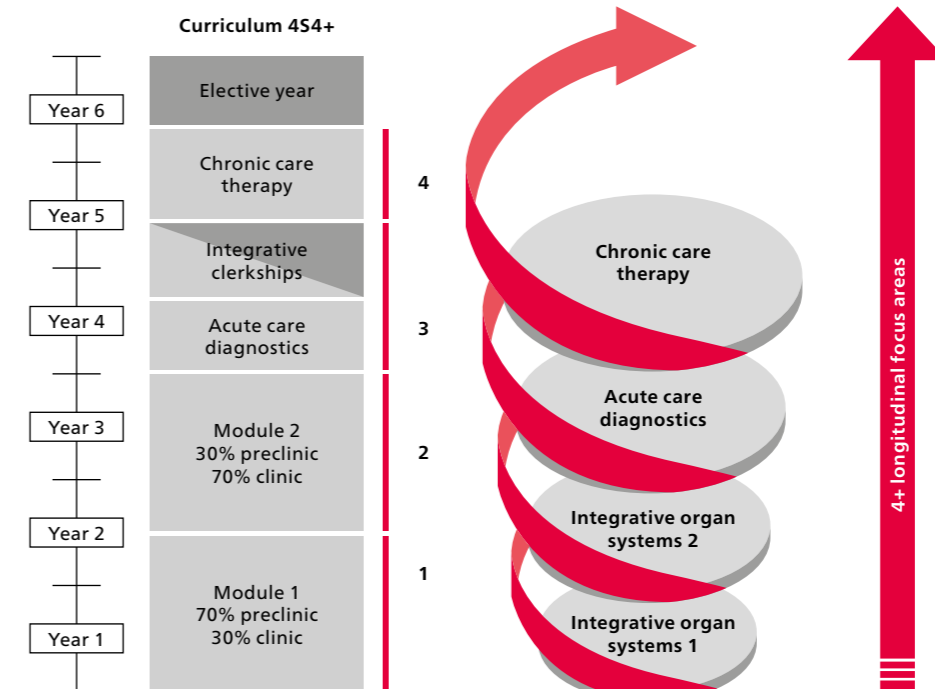 Curriculum 4S4+
Year 6
Year 5
Year 4
Year 3
Year 2
Year 1
Elective year
Chronic care
therapy
Integrative
clerkships
Acute care
diagnostics
Module 2
30% preclinic
70% clinic
Module 1
70% preclinic
30% clinic
4
3
2
1
Chronic care
therapy
Acute care
diagnostics
Integrative organ
systems 2
Integrative organ
systems 1
4+ longitudinal focus areas